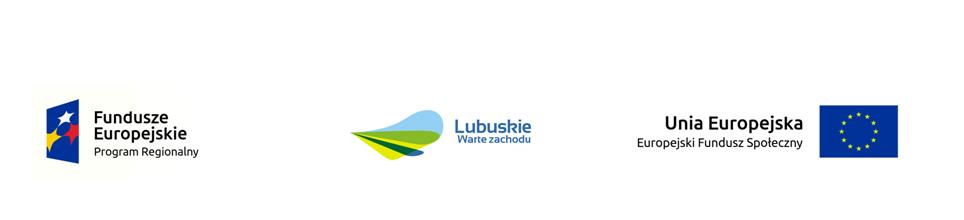 Fundusze
Europejskie
Program Regionalny
Lubuskie
Warte zachodu
Unia Europejska
Europejski Fundusz Społeczny